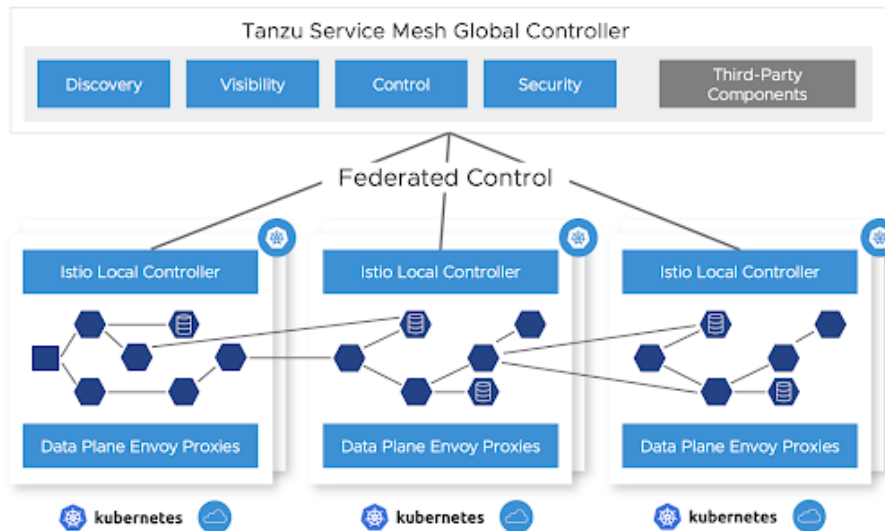 Tanzu Service Mesh Global Controller
Discovery
Visibility
Control
Security
Third-Party
Components
Federated Control
Istio Local Controller
Istio Local Controller
Istio Local Controller
Data Plane Envoy Proxies
Data Plane Envoy Proxies
Data Plane Envoy Proxies
kubernetes
kubernetes
kubernetes